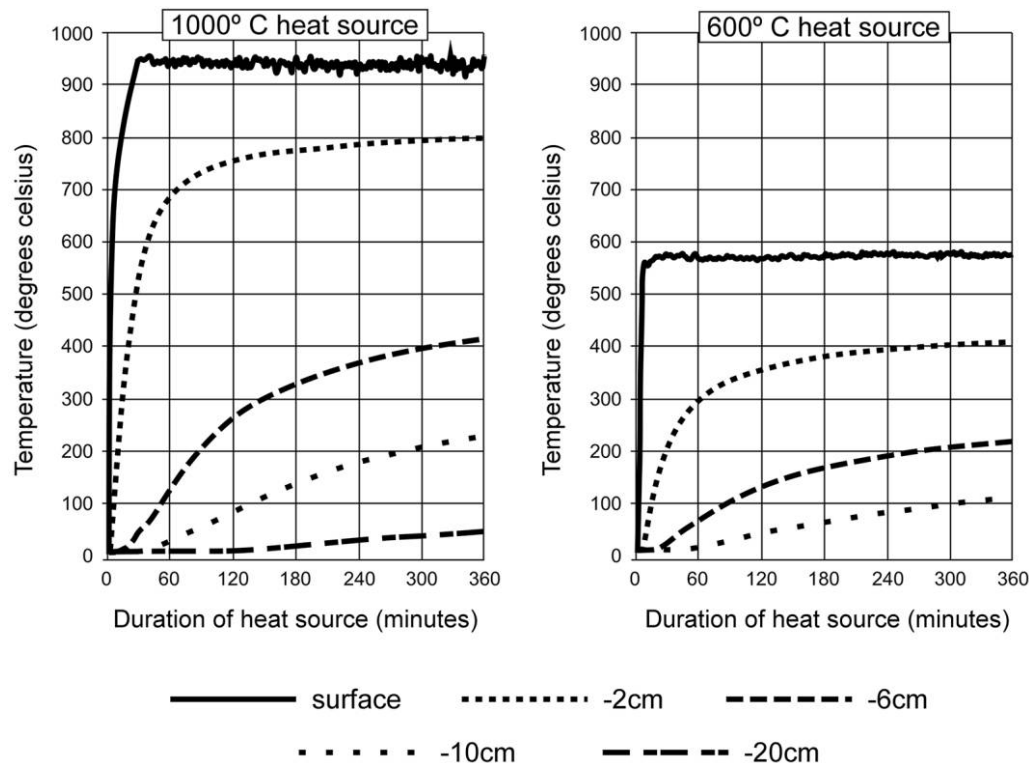 1000º C heat source
1000
900
800
700
600
500
400
300
200
100
0
Temperature (degrees celsius)
0 60 120 180 240 300 360
Duration of heat source (minutes)
600º C heat source
1000
900
800
700
600
500
400
300
200
100
0
Temperature (degrees celsius)
0 60 120 180 240 300 360
Duration of heat source (minutes)
surface -2cm -6cm
-10cm -20cm